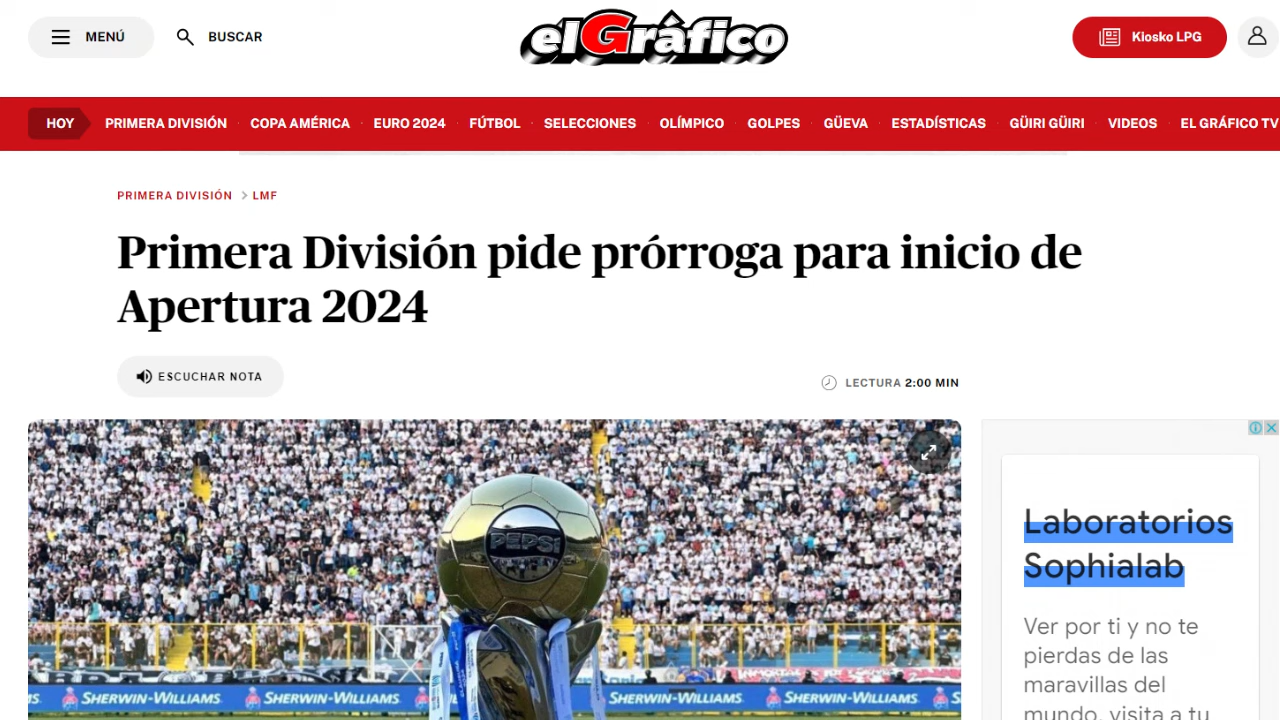 MENÚ
BUSCAR
elGráfico
Kiosko LPG
HOY
PRIMERA DIVISIÓN · COPA AMÉRICA · EURO 2024 · FÚTBOL · SELECCIONES · OLÍMPICO · GOLPES · GÜEVA · ESTADÍSTICAS · GÜIRI GÜIRI · VIDEOS · EL GRÁFICO TV
PRIMERA DIVISIÓN > LMF
Primera División pide prórroga para inicio de
Apertura 2024
ESCUCHAR NOTA
LECTURA 2:00 MIN
PEPSI
SHERWIN-WILLIAMS. SHERWIN-WILLIAMS. SHERWIN-WILLIAMS. SHERWIN-WILLIAMS.
Laboratorios
Sophialab
Ver por ti y no te
pierdas de las
maravillas del
mundo, visita a tu